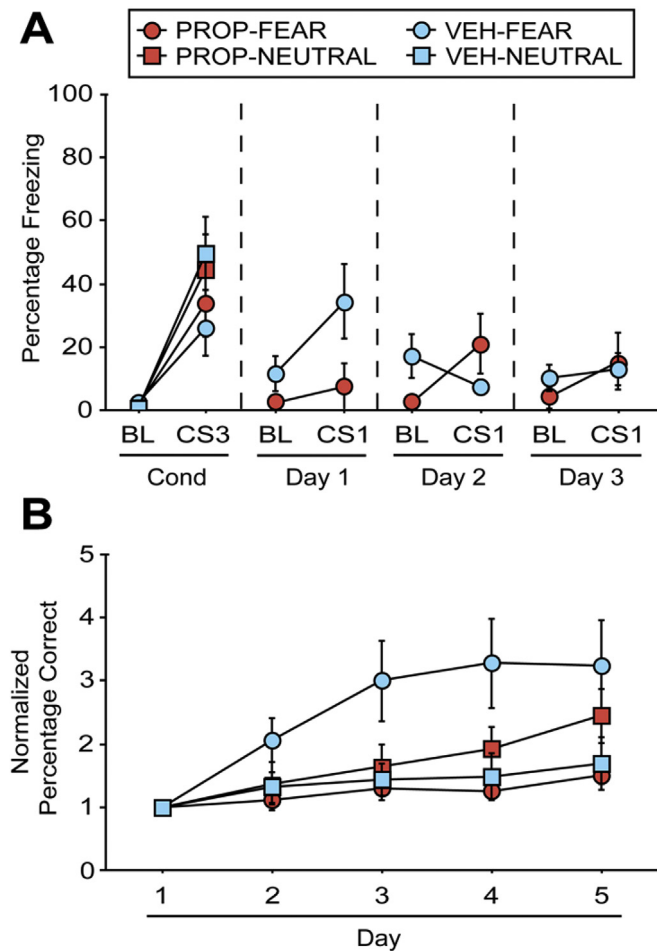 A
PROP-FEAR VEH-FEAR
PROP-NEUTRAL VEH-NEUTRAL
Percentage Freezing
100
80
60
40
20
0
BL CS3 BL CS1 BL CS1 BL CS1
Cond Day 1 Day 2 Day 3
B
Normalized
Percentage Correct
5
4
3
2
1
0
1 2 3 4 5
Day